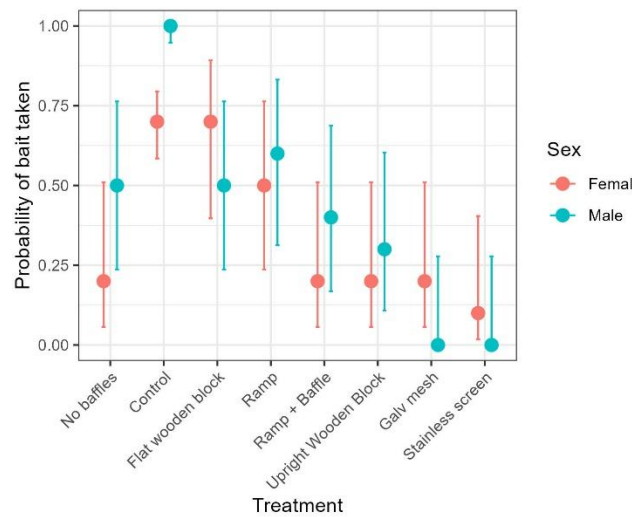 1.00
0.75
0.50
0.25
0.00
Probability of bait taken
No baffles
Control
Flat wooden block
Ramp
Ramp + Baffle
Upright Wooden Block
Galv mesh
Stainless screen
Treatment
Sex
Femal
Male